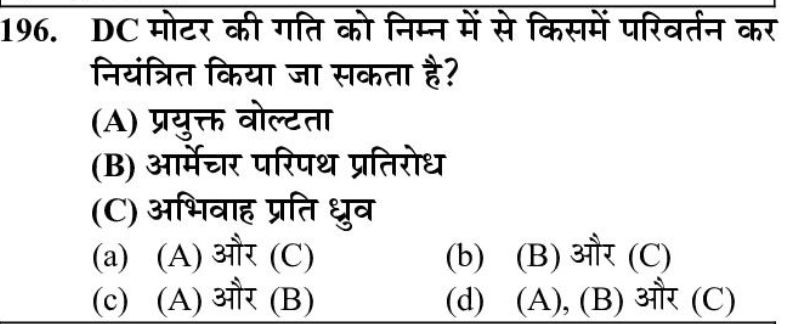 196. DC मोटर की गति को निम्न में से किसमें परिवर्तन कर
नियंत्रित किया जा सकता है?
(A) प्रयुक्त वोल्टता
(B) आर्मेचर परिपथ प्रतिरोध
(C) अभिवाह प्रति ध्रुव
(a) (A) और (C) (b) (B) और (C)
(c) (A) और (B) (d) (A), (B) और (C)